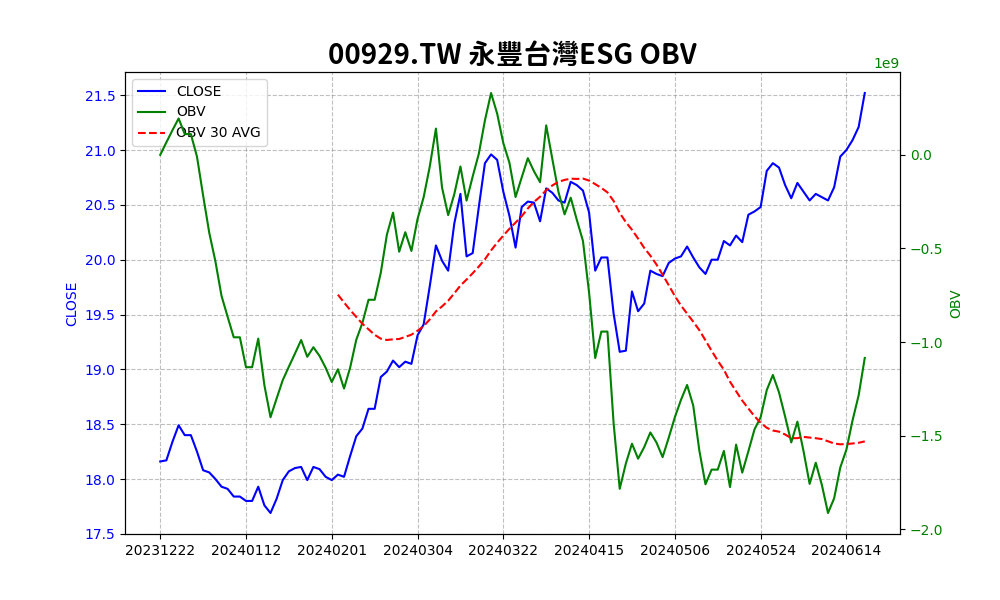 00929.TW 永豐台灣ESG OBV
1e9
CLOSE
OBV
OBV 30 AVG
21.5
21.0
20.5
20.0
19.5
19.0
18.5
18.0
17.5
CLOSE
0.0
−0.5
−1.0
−1.5
−2.0
OBV
20231222 20240112 20240201 20240304 20240322 20240415 20240506 20240524 20240614